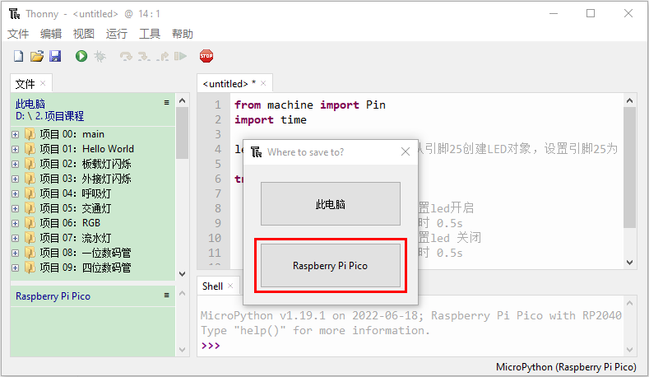 Thonny - <untitled> @ 14 : 1
文件 编辑 视图 运行 工具 帮助
STOP
文件
此电脑
D: \ 2. 项目课程
项目 00：main
项目 01：Hello World
项目 02：板载灯闪烁
项目 03：外接灯闪烁
项目 04：呼吸灯
项目 05：交通灯
项目 06：RGB
项目 07：流水灯
项目 08：一位数码管
项目 09：四位数码管
Raspberry Pi Pico
<untitled> *
1 from machine import Pin
2 import time
3
4 引脚25创建LED对象，设置引脚25为
5
6
7
8 置led开启
9 时 0.5s
10 置led 关闭
11 时 0.5s
12
Where to save to?
此电脑
Raspberry Pi Pico
Shell
MicroPython v1.19.1 on 2022-06-18; Raspberry Pi Pico with RP2040
Type "help()" for more information.
>>>
MicroPython (Raspberry Pi Pico)